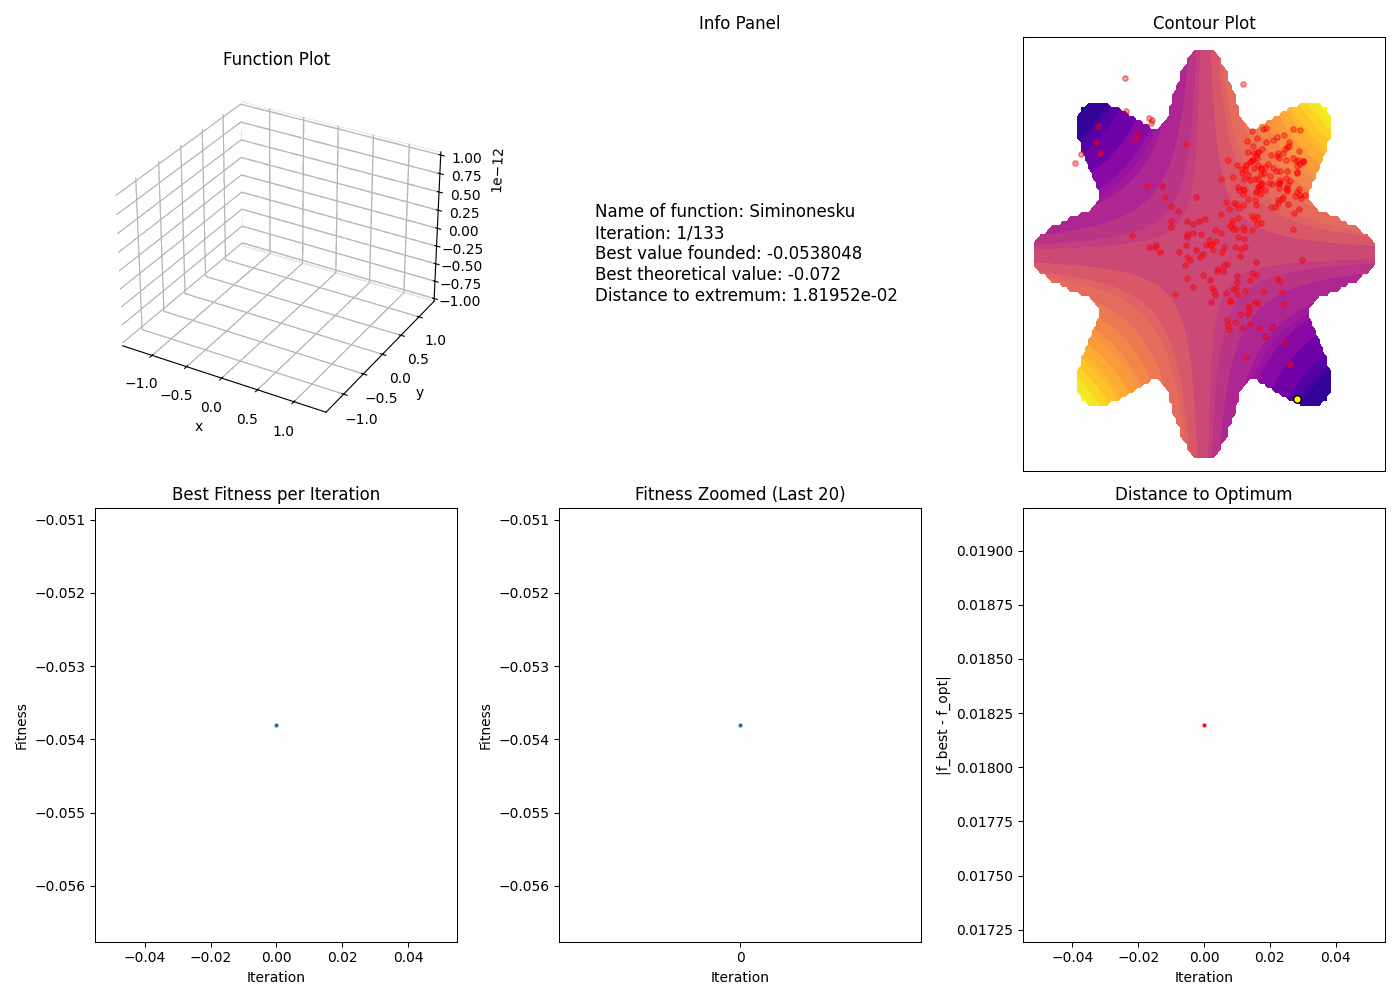 Info Panel
Contour Plot
Function Plot
1e−12
1.00
0.75
0.50
0.25
0.00
−0.25
−0.50
−0.75
−1.00
1.0
0.5
0.0
−0.5
−1.0
y
−1.0
−0.5
0.0
0.5
1.0
x
Name of function: Siminonesku
Iteration: 1/133
Best value founded: -0.0538048
Best theoretical value: -0.072
Distance to extremum: 1.81952e-02
Best Fitness per Iteration
−0.051
−0.052
−0.053
−0.054
−0.055
−0.056
Fitness
−0.04 −0.02 0.00 0.02 0.04
Iteration
Fitness Zoomed (Last 20)
−0.051
−0.052
−0.053
−0.054
−0.055
−0.056
Fitness
0
Iteration
Distance to Optimum
0.01900
0.01875
0.01850
0.01825
0.01800
0.01775
0.01750
0.01725
|f_best - f_opt|
−0.04 −0.02 0.00 0.02 0.04
Iteration